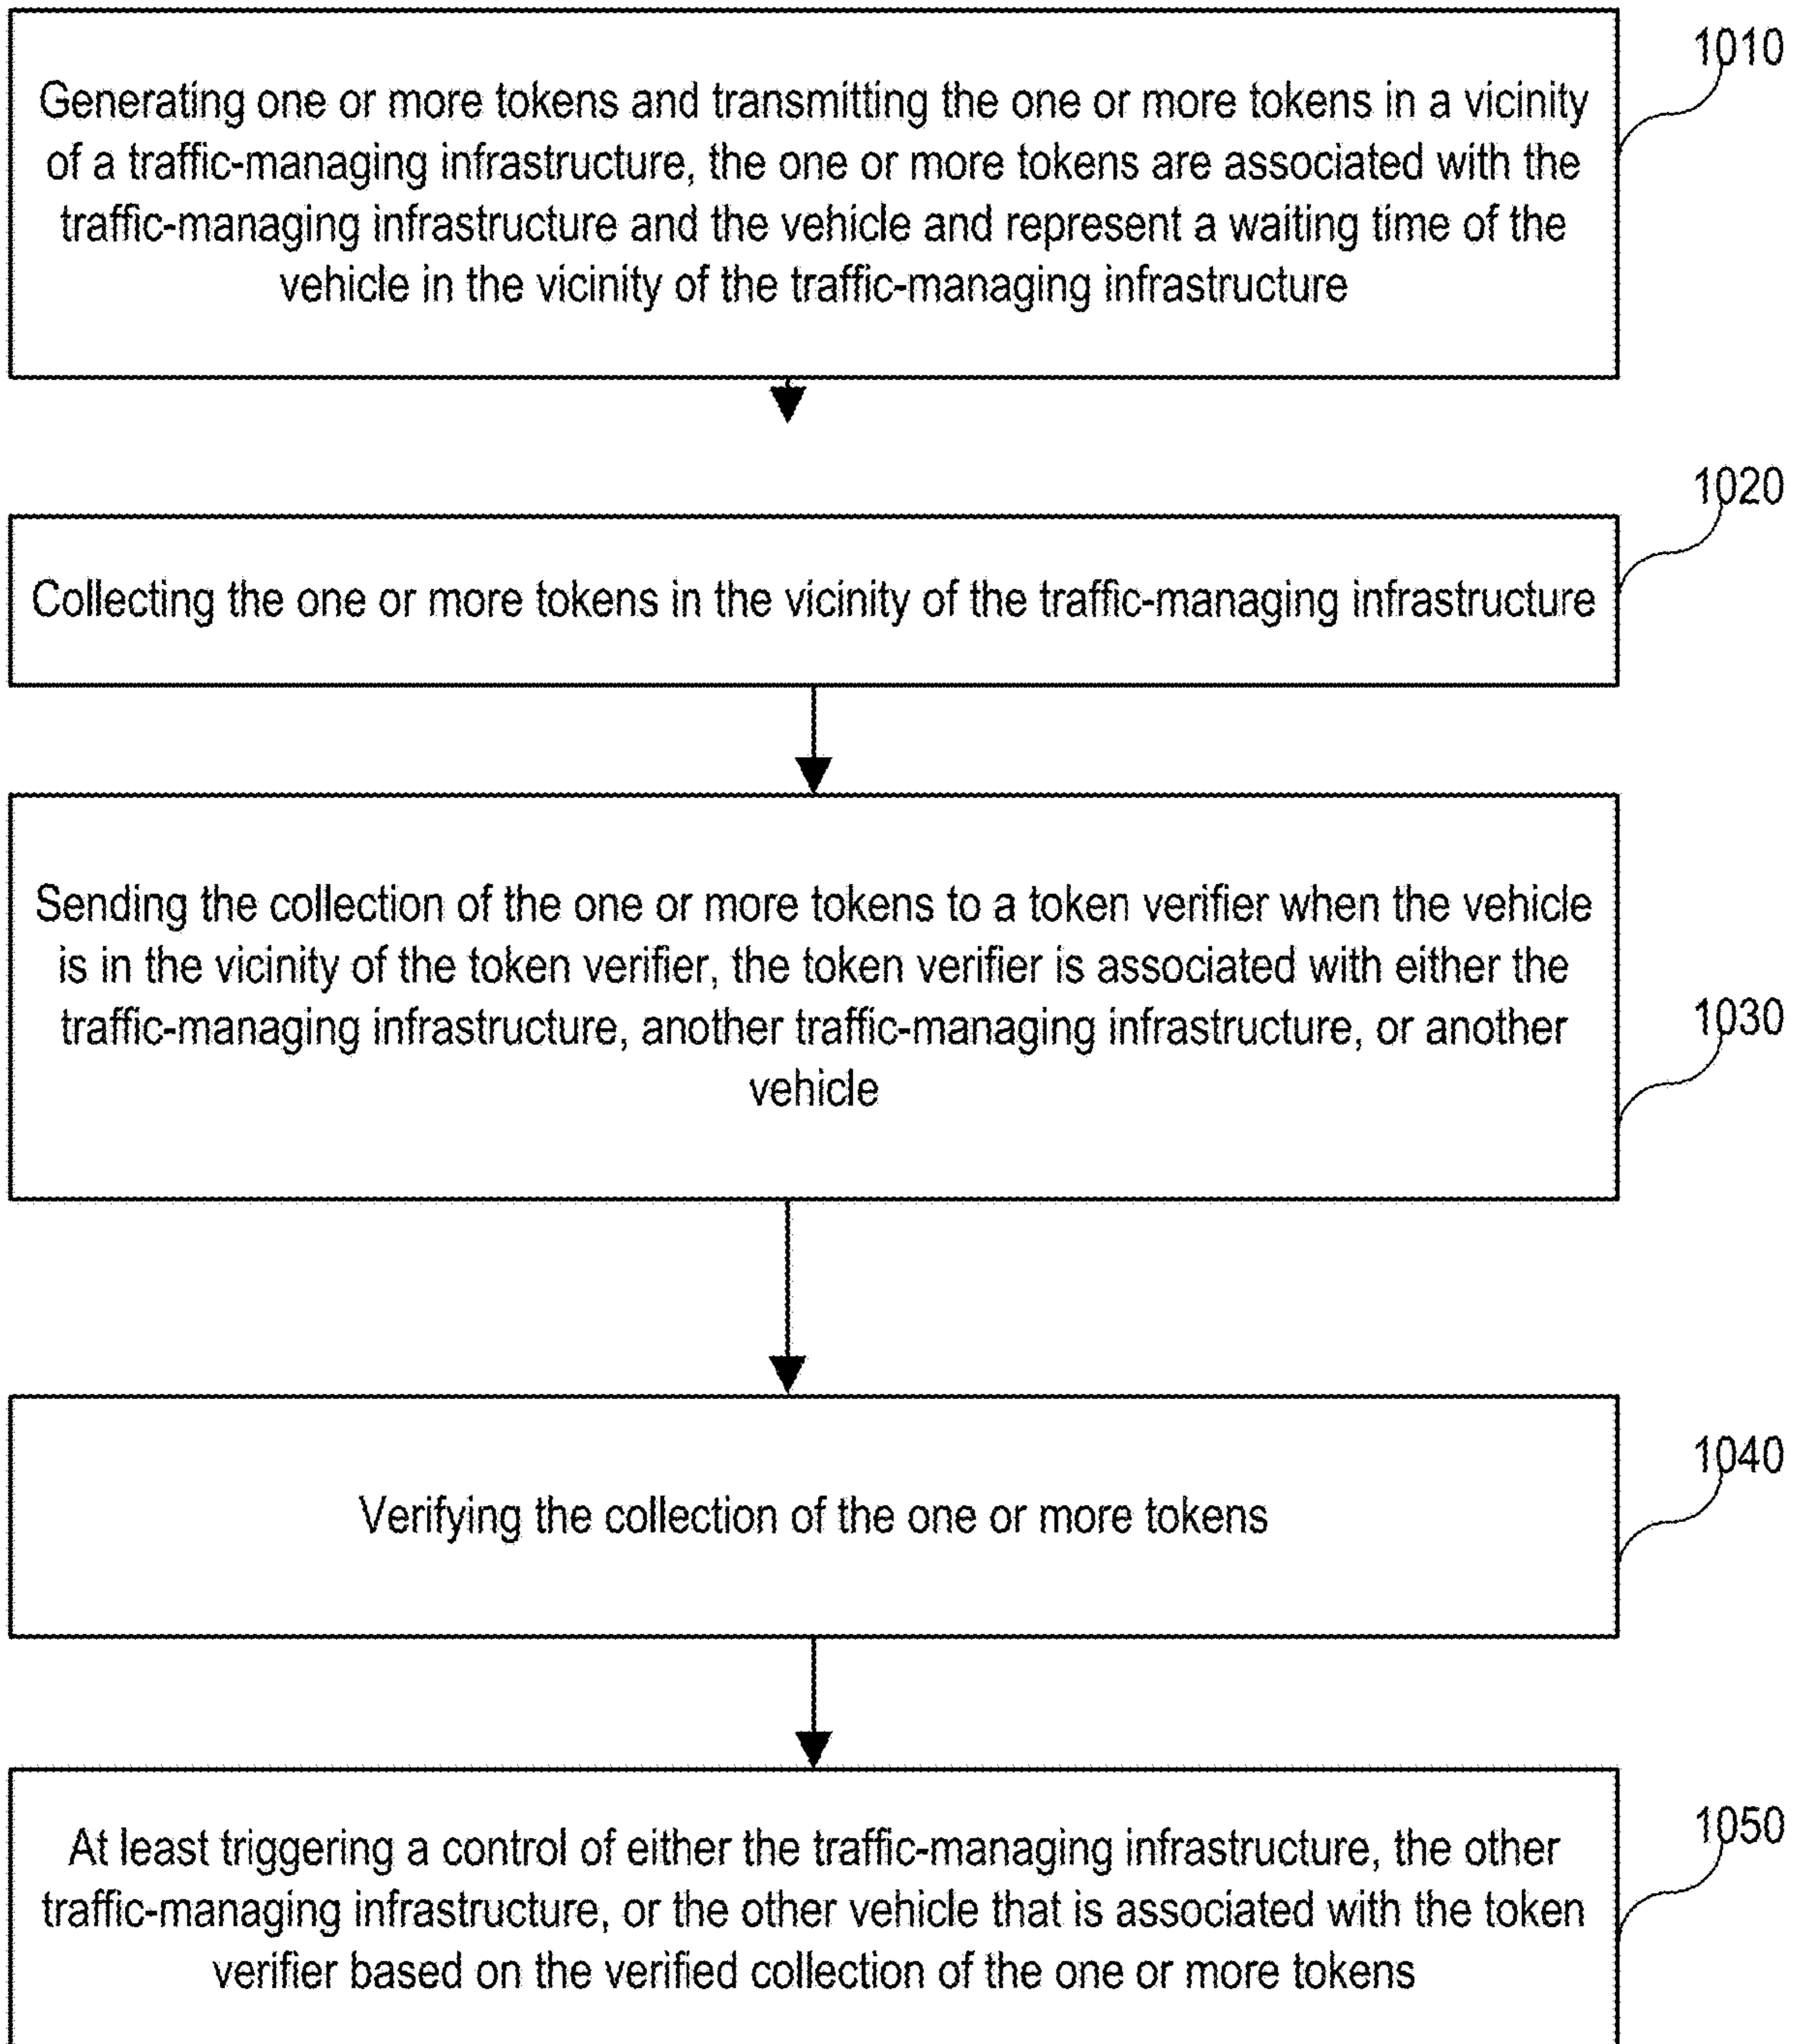 1010
Generating one or more tokens and transmitting the one or more tokens in a vicinity
of a traffic-managing infrastructure, the one or more tokens are associated with the
traffic-managing infrastructure and the vehicle and represent a waiting time of the
vehicle in the vicinity of the traffic-managing infrastructure
1020
Collecting the one or more tokens in the vicinity of the traffic-managing infrastructure
Sending the collection of the one or more tokens to a token verifier when the vehicle
is in the vicinity of the token verifier, the token verifier is associated with either the
traffic-managing infrastructure, another traffic-managing infrastructure, or another
vehicle
1030
1040
Verifying the collection of the one or more tokens
1050
At least triggering a control of either the traffic-managing infrastructure, the other
traffic-managing infrastructure, or the other vehicle that is associated with the token
verifier based on the verified collection of the one or more tokens